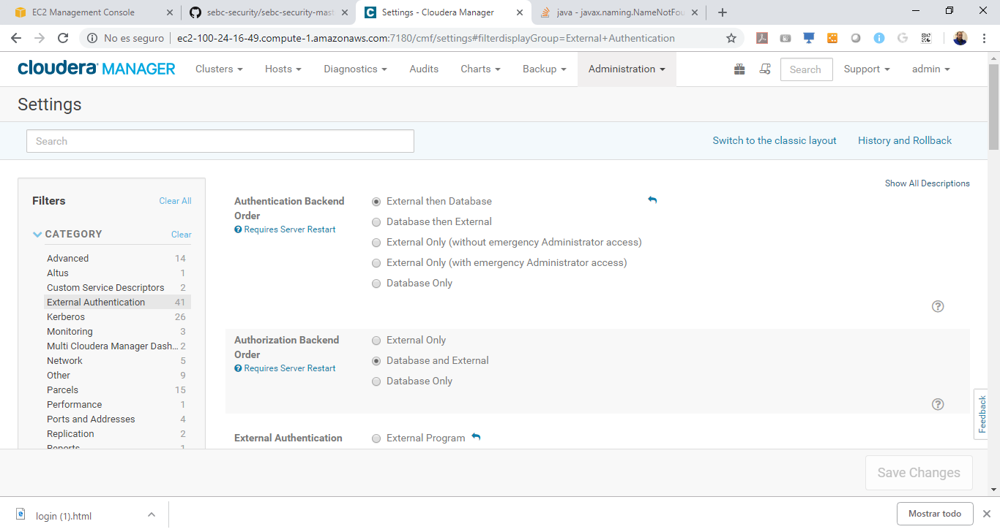 EC2 Management Console
sebc-security/sebc-security-mast
Settings - Cloudera Manager
java - javax.naming.NameNotFou
No es seguro
ec2-100-24-16-49.compute-1.amazonaws.com:7180/cmf/settings#filterdisplayGroup=External+Authentication
cloudera MANAGER
Clusters
Hosts
Diagnostics
Audits
Charts
Backup
Administration
Search
Support
admin
Settings
Search
Switch to the classic layout
History and Rollback
Show All Descriptions
Filters
Clear All
CATEGORY
Clear
Advanced 14
Altus 1
Custom Service Descriptors 2
External Authentication 41
Kerberos 26
Monitoring 3
Multi Cloudera Manager Dash... 2
Network 5
Other 9
Parcels 15
Performance 1
Ports and Addresses 4
Replication 2
Reports 1
Authentication Backend
Order
Requires Server Restart
External then Database
Database then External
External Only (without emergency Administrator access)
External Only (with emergency Administrator access)
Database Only
Authorization Backend
Order
Requires Server Restart
External Only
Database and External
Database Only
External Authentication
External Program
Feedback
Save Changes
login (1).html
Mostrar todo